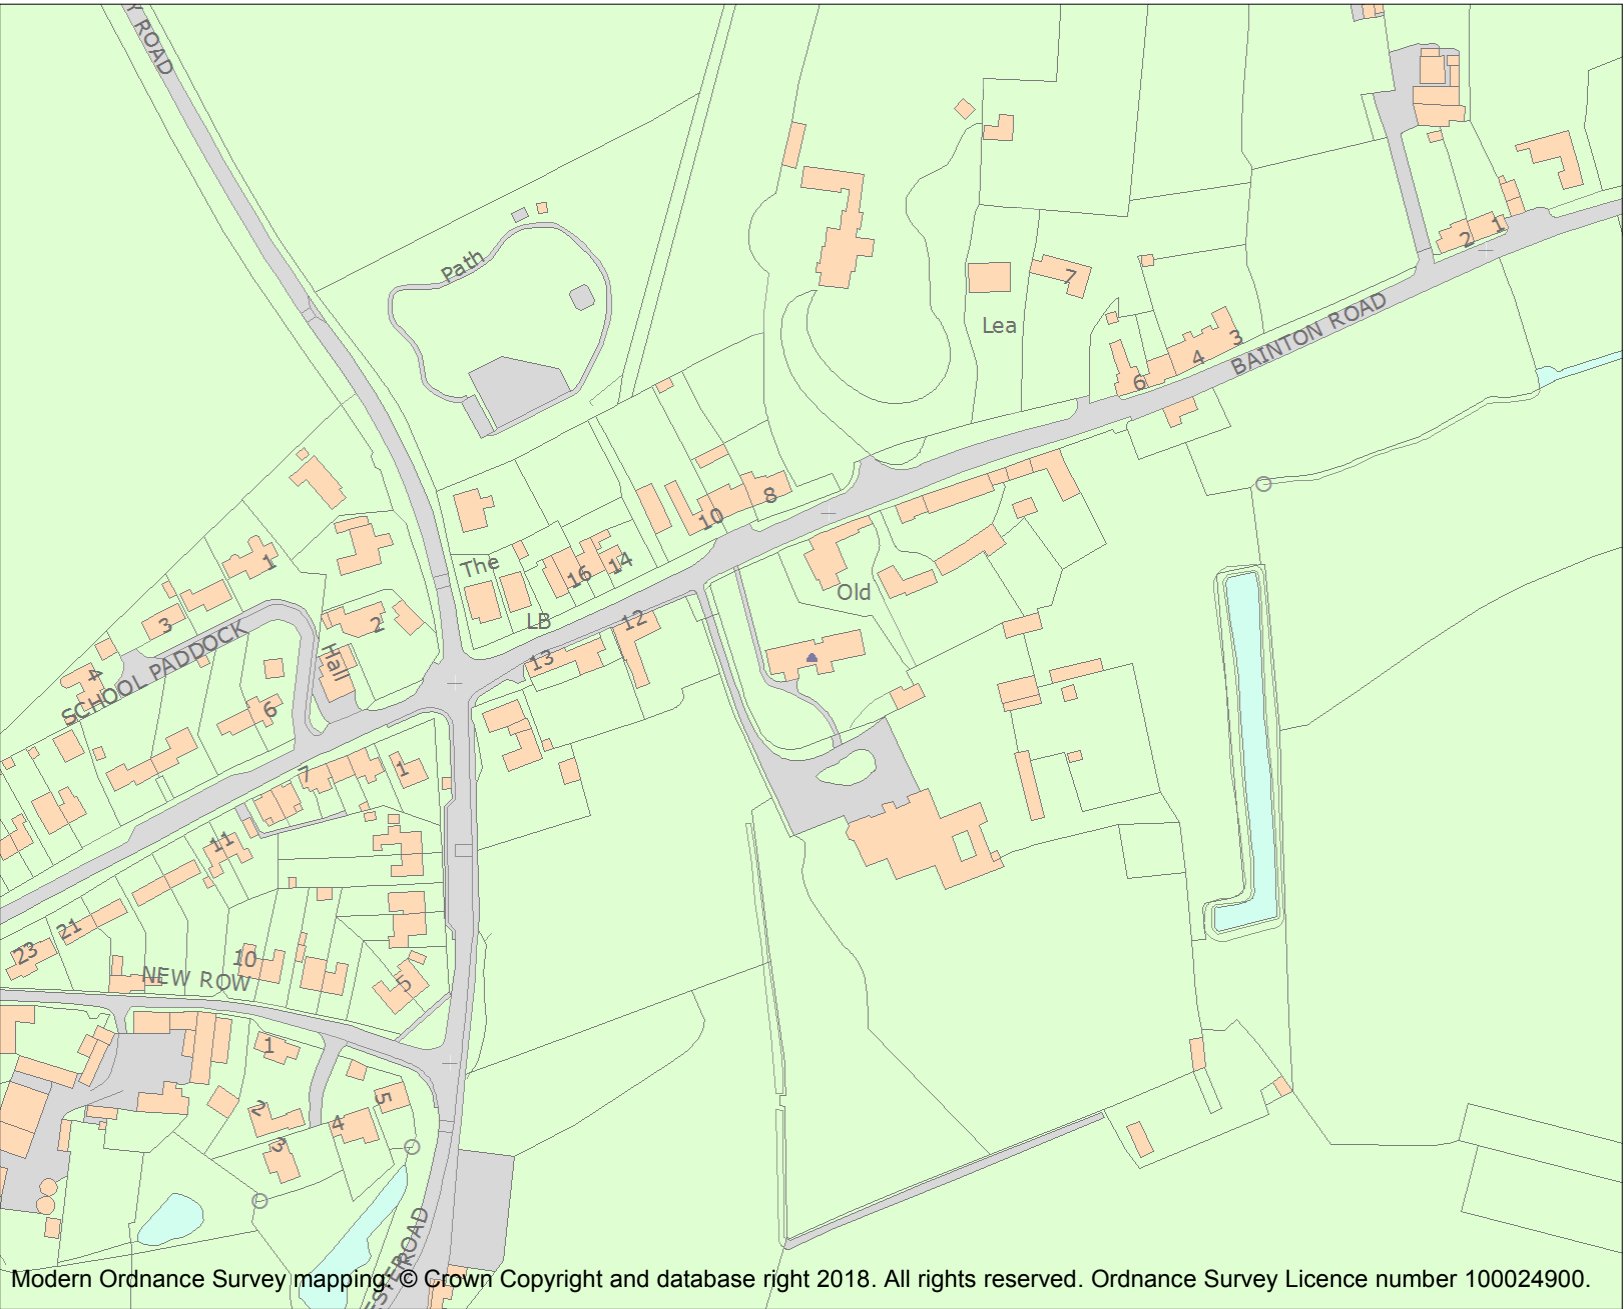 Y ROAD
Path
7
Lea
2
1
BAINTON ROAD
3
4
6
8
10
14
16
The
LB
12
13
Old
1
3
2
Hall
4
SCHOOL PADDOCK
6
7
1
11
21
23
10
NEW ROW
5
1
2
3
4
5
ESTER ROAD
Modern Ordnance Survey mapping: © Crown Copyright and database right 2018. All rights reserved. Ordnance Survey Licence number 100024900.